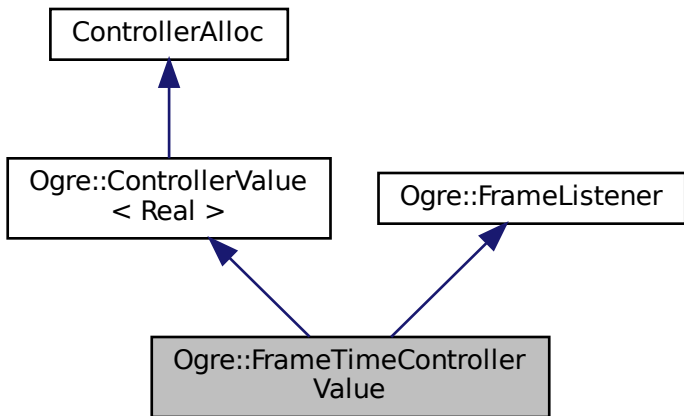 ControllerAlloc
Ogre::ControllerValue
< Real >
Ogre::FrameListener
Ogre::FrameTimeController
Value